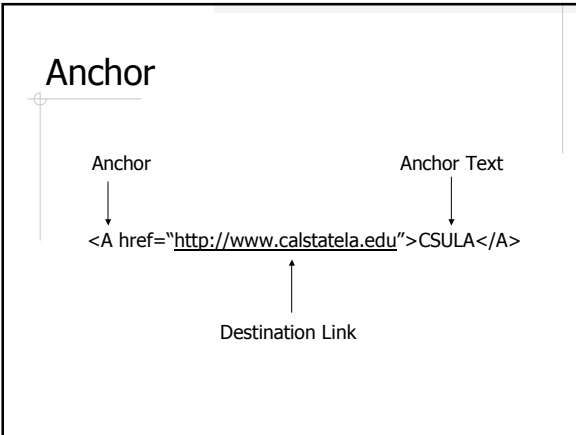 Anchor
Anchor Anchor Text
<A href=“http://www.calstatela.edu”>CSULA</A>
Destination Link